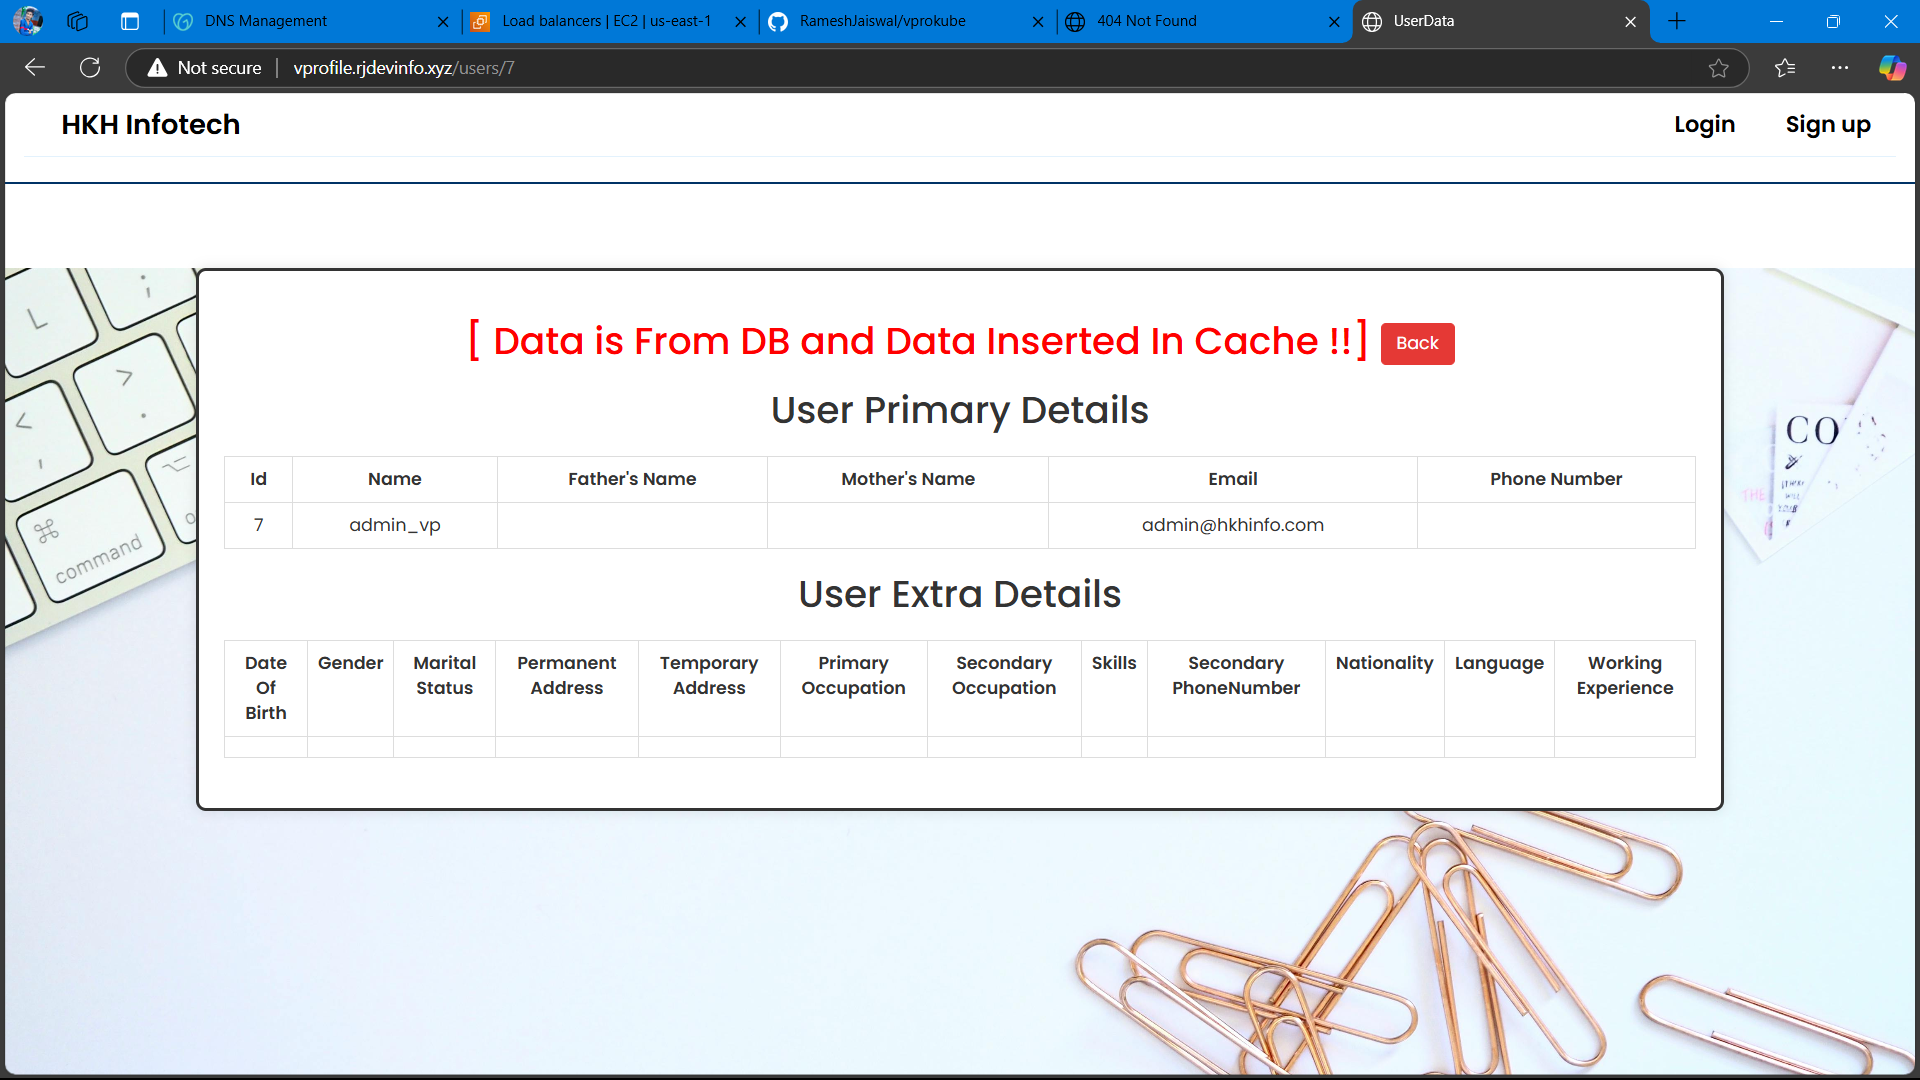 DNS Management
Load balancers | EC2 | us-east-1
RameshJaiswal/vprokube
404 Not Found
UserData
Not secure
vprofile.rjdevinfo.xyz/users/7
HKH Infotech
Login
Sign up
[ Data is From DB and Data Inserted In Cache !!]
Back
User Primary Details
Id Name Father's Name Mother's Name Email Phone Number
7 admin_vp admin@hkhinfo.com
User Extra Details
Date Of Birth
Gender
Marital Status
Permanent Address
Temporary Address
Primary Occupation
Secondary Occupation
Skills
Secondary PhoneNumber
Nationality
Language
Working Experience
L
;
>
.
<
,
⌘
command
CO
THE